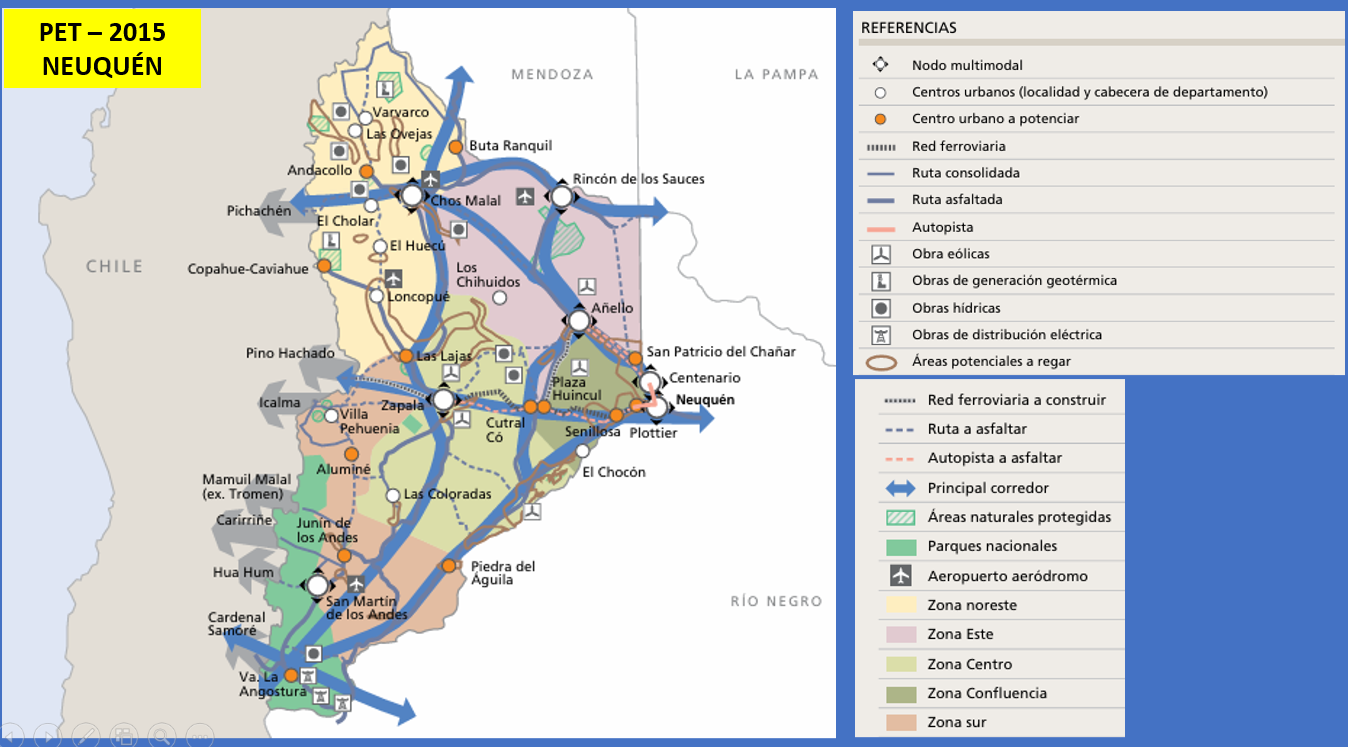 PET – 2015
NEUQUÉN
MENDOZA
LA PAMPA
Varvarco
Las Ovejas
Buta Ranquil
Andacollo
Rincón de los Sauces
Chos Malal
Pichachén
El Cholar
El Huecú
CHILE
Copahue-Caviahue
Los
Chihuidos
Loncopué
Añello
Pino Hachado
Las Lajas
San Patricio del Chañar
Centenario
Plaza
Huincul
Neuquén
Icalma
Zapala
Villa
Pehuenia
Cutral
Có
Senillosa
Plottier
Aluminé
El Chocón
Mamuil Malal
(ex. Tromen)
Las Coloradas
Carirriñe
Junín de
los Andes
Hua Hum
Piedra del
Águila
San Martín
de los Andes
RÍO NEGRO
Cardenal
Samoré
Va. La
Angostura
REFERENCIAS
Nodo multimodal
Centros urbanos (localidad y cabecera de departamento)
Centro urbano a potenciar
Red ferroviaria
Ruta consolidada
Ruta asfaltada
Autopista
Obra eólicas
Obras de generación geotérmica
Obras hídricas
Obras de distribución eléctrica
Áreas potenciales a regar
Red ferroviaria a construir
Ruta a asfaltar
Autopista a asfaltar
Principal corredor
Áreas naturales protegidas
Parques nacionales
Aeropuerto aeródromo
Zona noreste
Zona Este
Zona Centro
Zona Confluencia
Zona sur